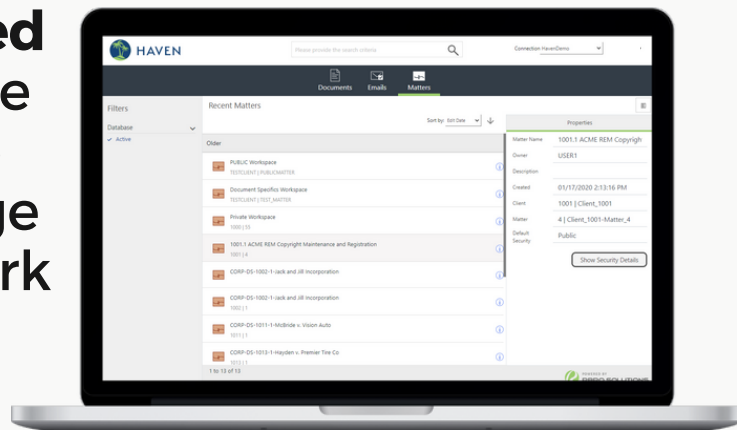 ed
e
ge
rk
HAVEN
Please provide the search criteria
Connection HavenDemo
Documents Emails Matters
Filters
Database
Active
Recent Matters
Sort by: Edit Date
Older
PUBLIC Workspace
TESTCLIENT | PUBLICMATTER
Document Specifics Workspace
TESTCLIENT | TEST_MATTER
Private Workspace
1000 | 10
1001.1 ACME REM Copyright Maintenance and Registration
1001 | 4
CORP-DS-1002-1-Jack and Jill Incorporation
CORP-DS-1002-1-Jack and Jill Incorporation
1002 | 1
CORP-DS-1011-1-McBride v. Vision Auto
1011 | 1
CORP-DS-1013-1-Hayden v. Premier Tire Co
1013 | 1
1 to 13 of 13
Properties
Matter Name 1001.1 ACME REM Copyrigh
Owner USER1
Description
Created 01/17/2020 2:13:16 PM
Client 1001 | Client_1001
Matter 4 | Client_1001-Matter_4
Default Security Public
Show Security Details
POWERED BY